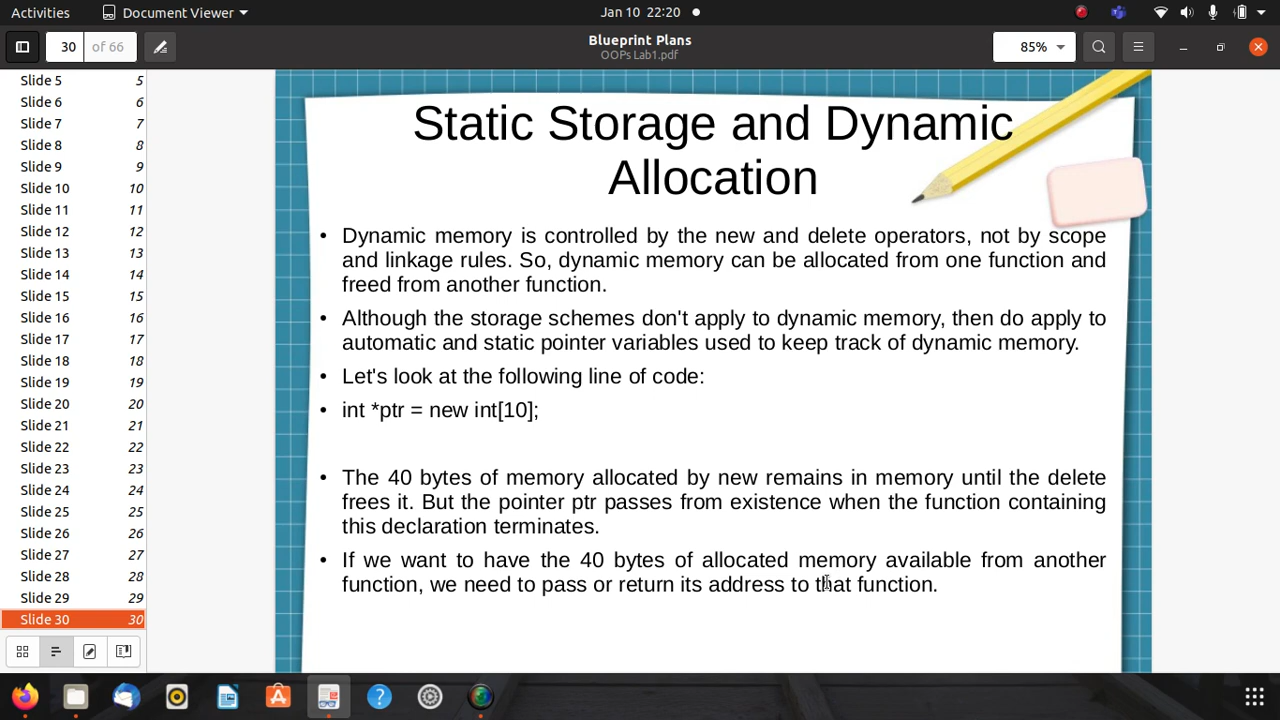 Activities
Document Viewer
Jan 10 22:20
30
of 66
Blueprint Plans
OOPs Lab1.pdf
85%
Slide 5 5
Slide 6 6
Slide 7 7
Slide 8 8
Slide 9 9
Slide 10 10
Slide 11 11
Slide 12 12
Slide 13 13
Slide 14 14
Slide 15 15
Slide 16 16
Slide 17 17
Slide 18 18
Slide 19 19
Slide 20 20
Slide 21 21
Slide 22 22
Slide 23 23
Slide 24 24
Slide 25 25
Slide 26 26
Slide 27 27
Slide 28 28
Slide 29 29
Slide 30 30
Static Storage and Dynamic
Allocation
• Dynamic memory is controlled by the new and delete operators, not by scope
and linkage rules. So, dynamic memory can be allocated from one function and
freed from another function.
• Although the storage schemes don't apply to dynamic memory, then do apply to
automatic and static pointer variables used to keep track of dynamic memory.
• Let's look at the following line of code:
• int *ptr = new int[10];
• The 40 bytes of memory allocated by new remains in memory until the delete
frees it. But the pointer ptr passes from existence when the function containing
this declaration terminates.
• If we want to have the 40 bytes of allocated memory available from another
function, we need to pass or return its address to that function.